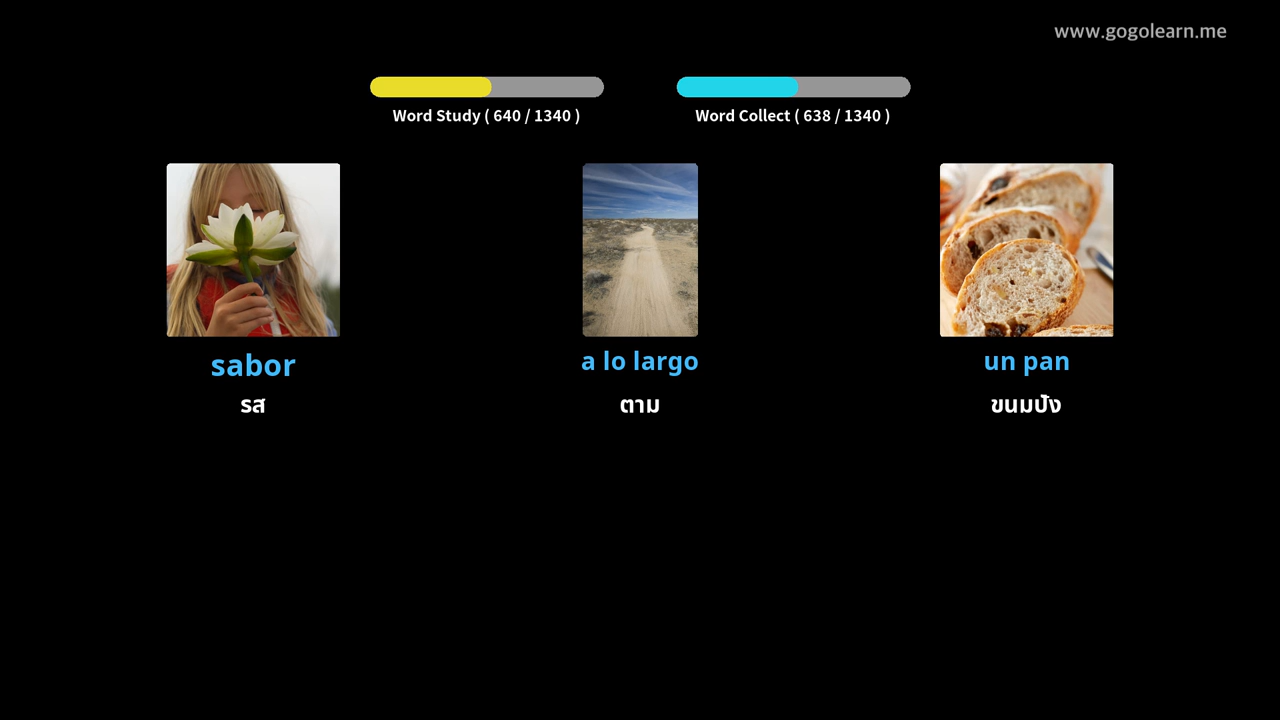 www.gogolearn.me
Word Study ( 640 / 1340 )
Word Collect ( 638 / 1340 )
sabor
a lo largo
un pan
รส
ตาม
ขนมปัง